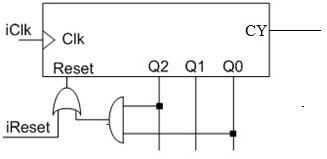 iClk
Clk
CY
Reset Q2 Q1 Q0
iReset